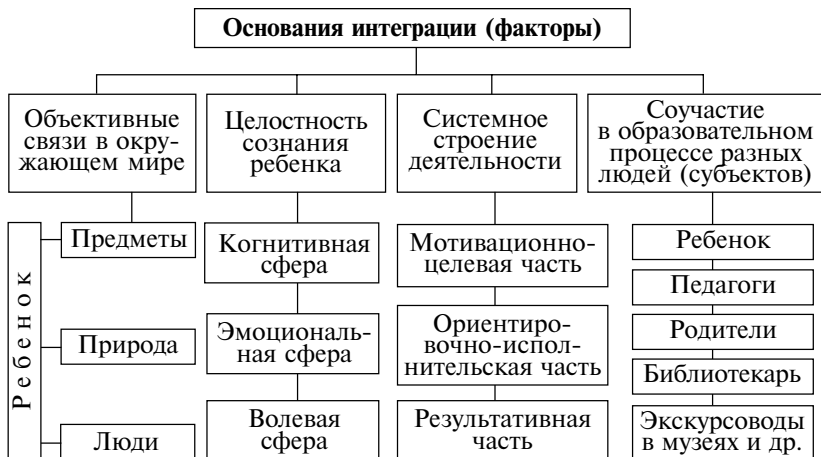 Основания интеграции (факторы)
Объективные
связи в окру-
жающем мире
Целостность
сознания
ребенка
Системное
строение
деятельности
Соучастие
в образовательном
процессе разных
людей (субъектов)
Ребенок
Предметы
Природа
Люди
Когнитивная
сфера
Эмоциональ-
ная сфера
Волевая
сфера
Мотивационно-
целевая часть
Ориентиро-
вочно-испол-
нительская часть
Результативная
часть
Ребенок
Педагоги
Родители
Библиотекарь
Экскурсоводы
в музеях и др.